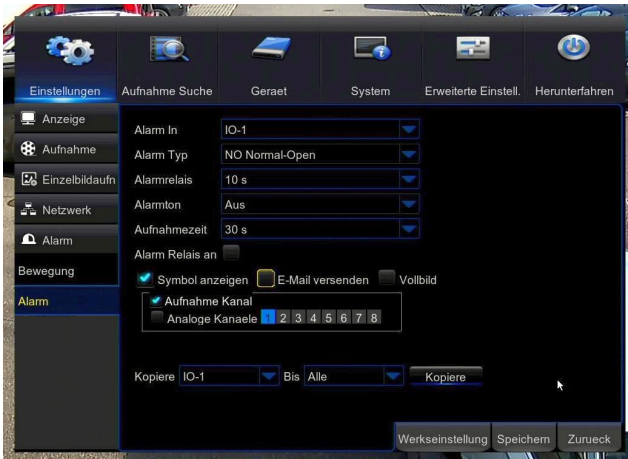 Einstellungen Aufnahme Suche Geraet System Erweiterte Einstell. Herunterfahren
Anzeige
Aufnahme
Einzelbildaufn
Netzwerk
Alarm
Bewegung
Alarm
Alarm In IO-1
Alarm Typ NO Normal-Open
Alarmrelais 10 s
Alarmton Aus
Aufnahmezeit 30 s
Alarm Relais an
Symbol anzeigen E-Mail versenden Vollbild
Aufnahme Kanal
Analoge Kanaele 1 2 3 4 5 6 7 8
Kopiere IO-1 Bis Alle Kopiere
Werkseinstellung Speichern Zurueck